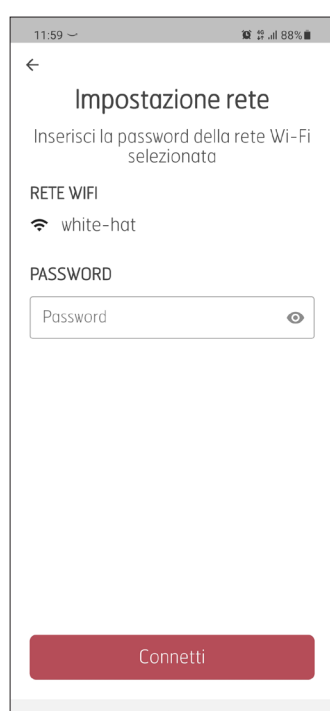 11:59
4G 88%
Impostazione rete
Inserisci la password della rete Wi-Fi
selezionata
RETE WIFI
white-hat
PASSWORD
Password
Connetti